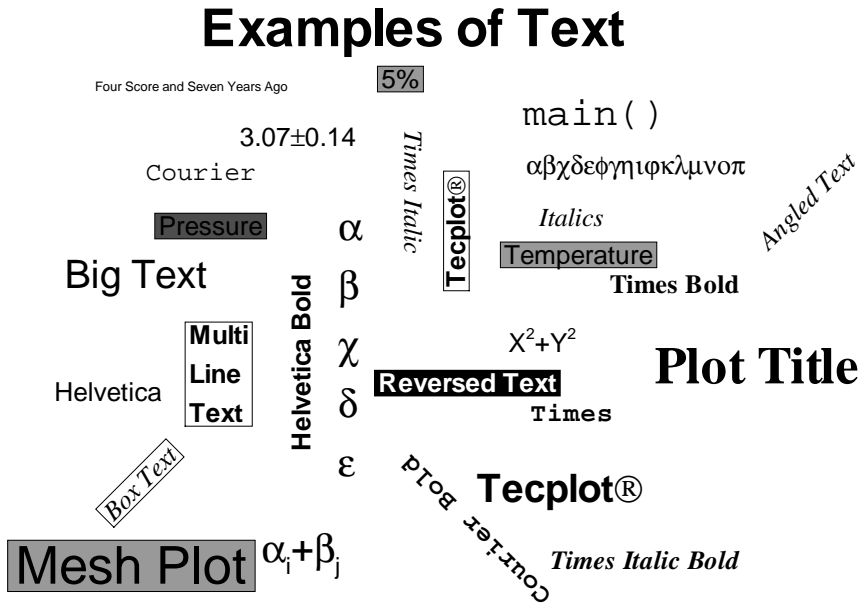 Examples of Text
Four Score and Seven Years Ago
5%
main()
3.07±0.14
Times Italic
Courier
αβχδεφγηιϕκλμνοπ
Angled Text
Tecplot®
Pressure
α
Italics
Temperature
Big Text
Helvetica Bold
β
Times Bold
Multi
Line
Text
χ
X²+Y²
Plot Title
Helvetica
Reversed Text
δ
Times
Box Text
ε
Courier Bold
Tecplot®
Mesh Plot
αᵢ+βⱼ
Times Italic Bold